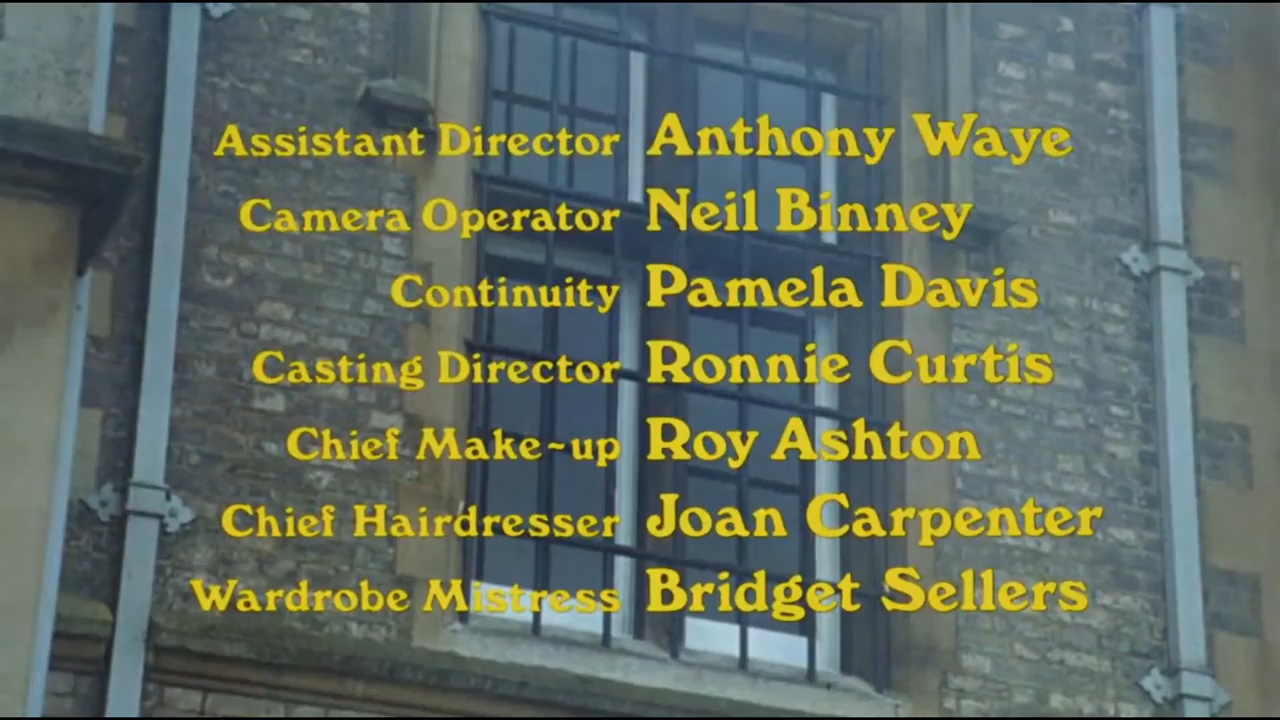 Assistant Director Anthony Waye
Camera Operator Neil Binney
Continuity Pamela Davis
Casting Director Ronnie Curtis
Chief Make-up Roy Ashton
Chief Hairdresser Joan Carpenter
Wardrobe Mistress Bridget Sellers